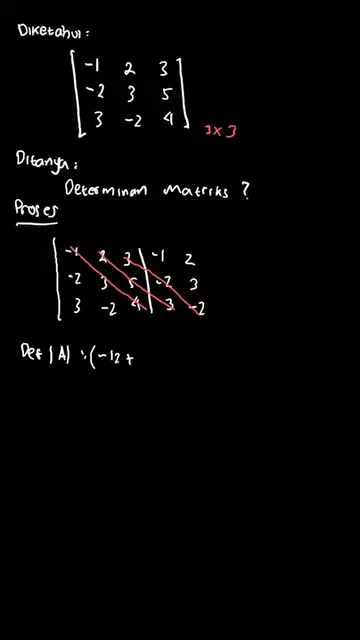 Diketahui:
-1 2 3
-2 3 5
3 -2 4
3x3
Ditanya:
Determinan Matriks ?
Proses
-1 2 3 -1 2
-2 3 5 -2 3
3 -2 4 3 -2
Det |A| : (-12 +